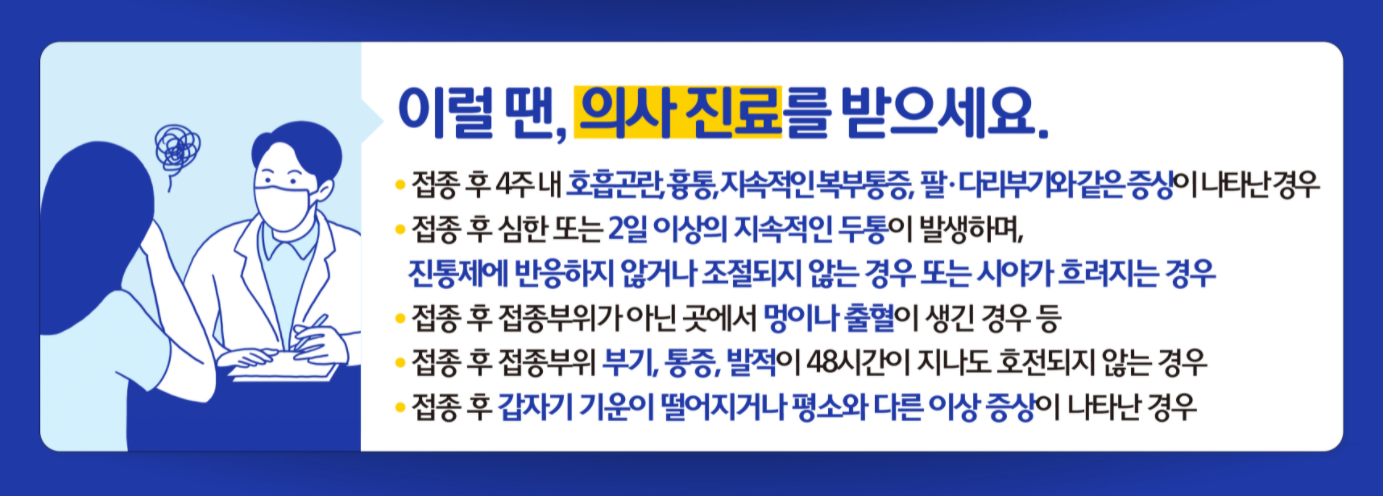 이럴 땐, 의사 진료를 받으세요.
• 접종 후 4주 내 호흡곤란, 흉통, 지속적인 복부통증, 팔·다리부기와 같은 증상이 나타난 경우
• 접종 후 심한 또는 2일 이상의 지속적인 두통이 발생하며,
진통제에 반응하지 않거나 조절되지 않는 경우 또는 시야가 흐려지는 경우
• 접종 후 접종부위가 아닌 곳에서 멍이나 출혈이 생긴 경우 등
• 접종 후 접종부위 부기, 통증, 발적이 48시간이 지나도 호전되지 않는 경우
• 접종 후 갑자기 기운이 떨어지거나 평소와 다른 이상 증상이 나타난 경우